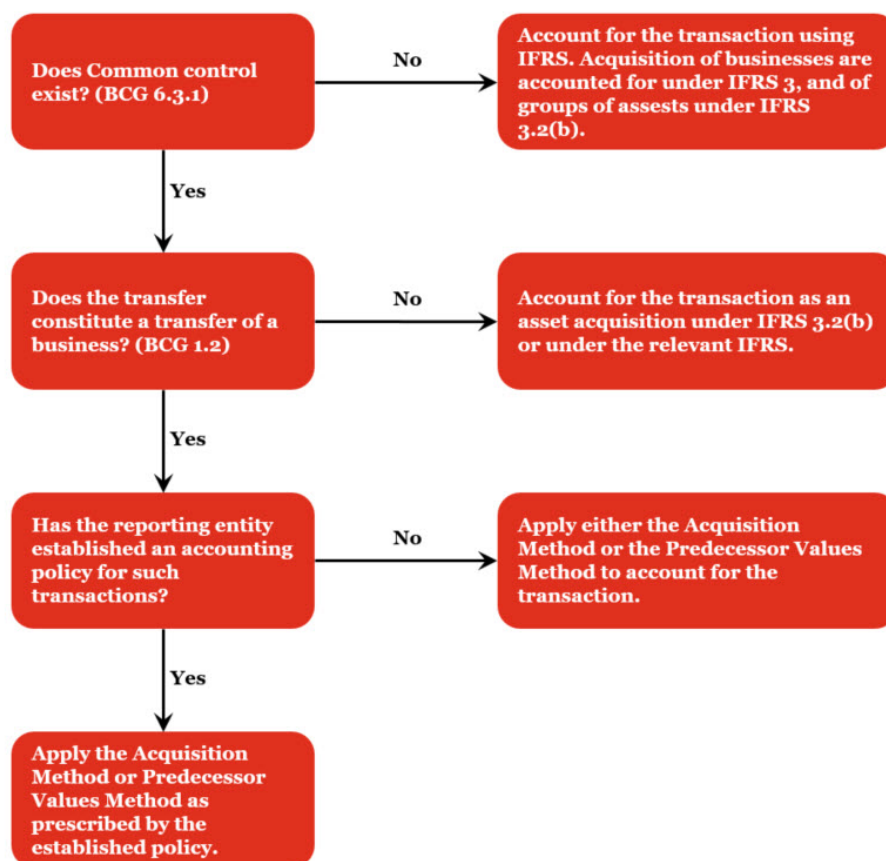 Does Common control
exist? (BCG 6.3.1)
No
Account for the transaction using
IFRS. Acquisition of businesses are
accounted for under IFRS 3, and of
groups of assests under IFRS
3.2(b).
Yes
Does the transfer
constitute a transfer of a
business? (BCG 1.2)
No
Account for the transaction as an
asset acquisition under IFRS 3.2(b)
or under the relevant IFRS.
Yes
Has the reporting entity
established an accounting
policy for such
transactions?
No
Apply either the Acquisition
Method or the Predecessor Values
Method to account for the
transaction.
Yes
Apply the Acquisition
Method or Predecessor
Values Method as
prescribed by the
established policy.